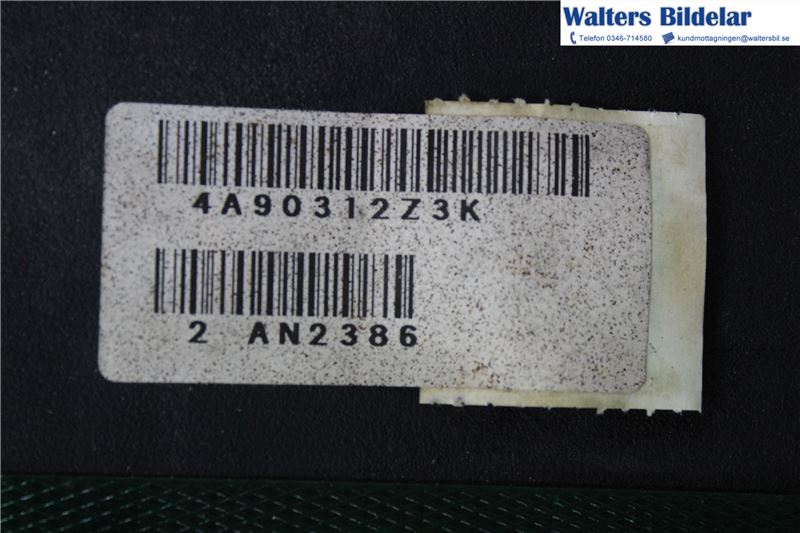 Walters Bildelar
Telefon 0346-714580 kundmottagningen@waltersbil.se
4A90312Z3K
2 AN2386